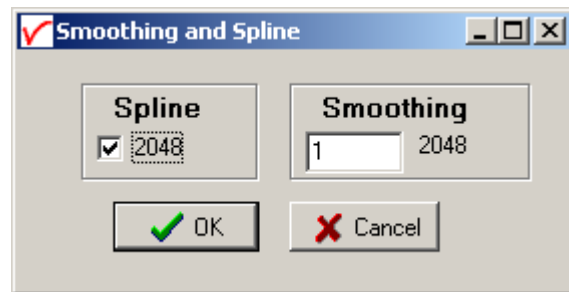 Smoothing and Spline
Spline
2048
Smoothing
1 2048
OK
Cancel